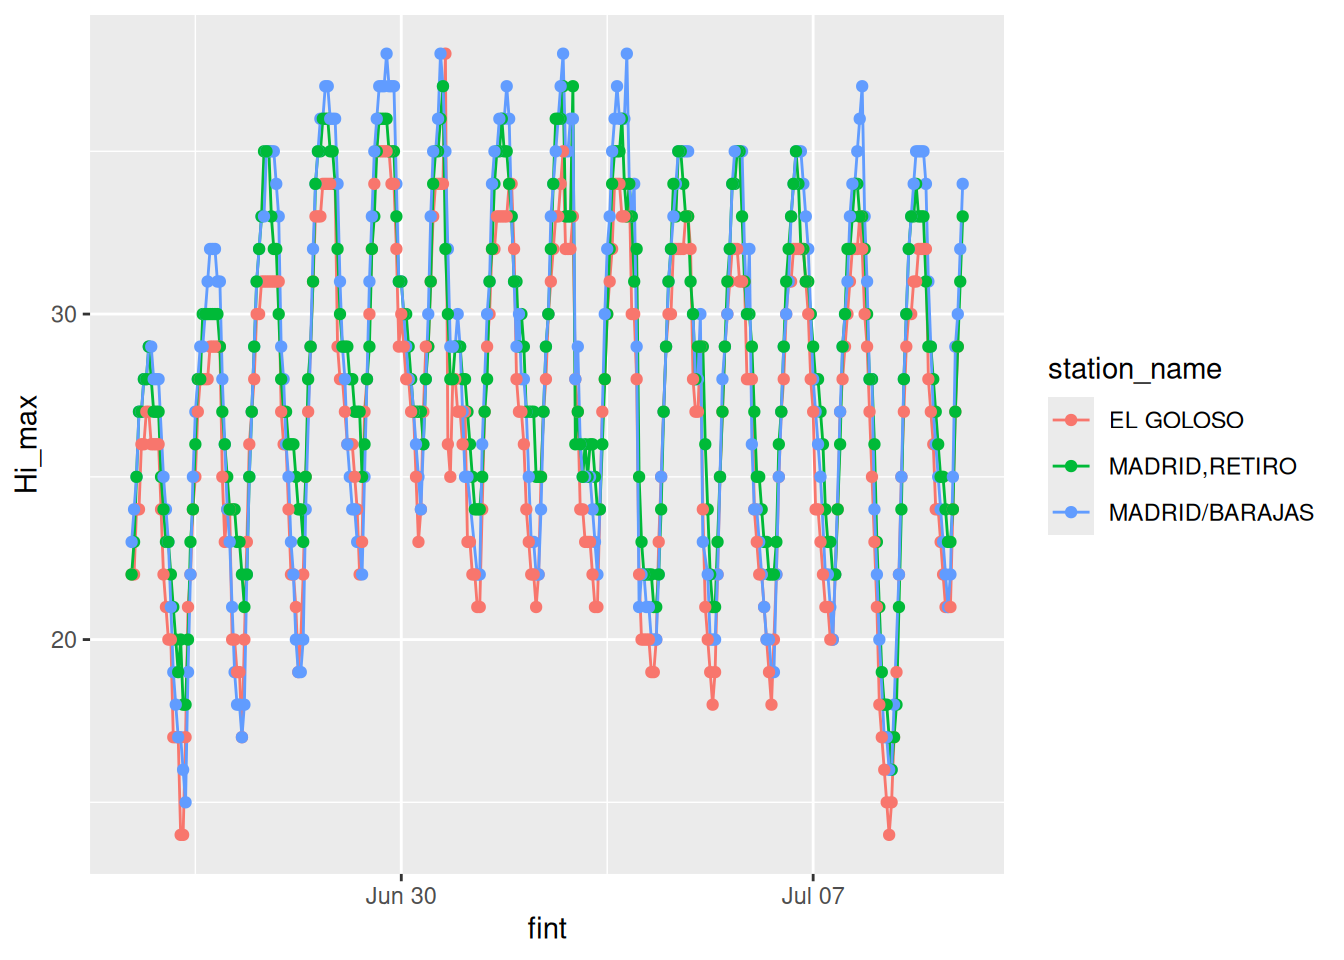 30
20
Hi_max
Jun 30
Jul 07
fint
station_name
EL GOLOSO
MADRID,RETIRO
MADRID/BARAJAS